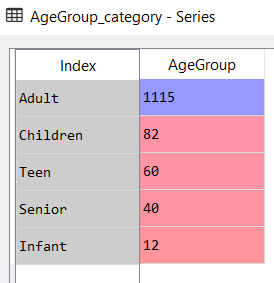 AgeGroup_category - Series
Index AgeGroup
Adult 1115
Children 82
Teen 60
Senior 40
Infant 12